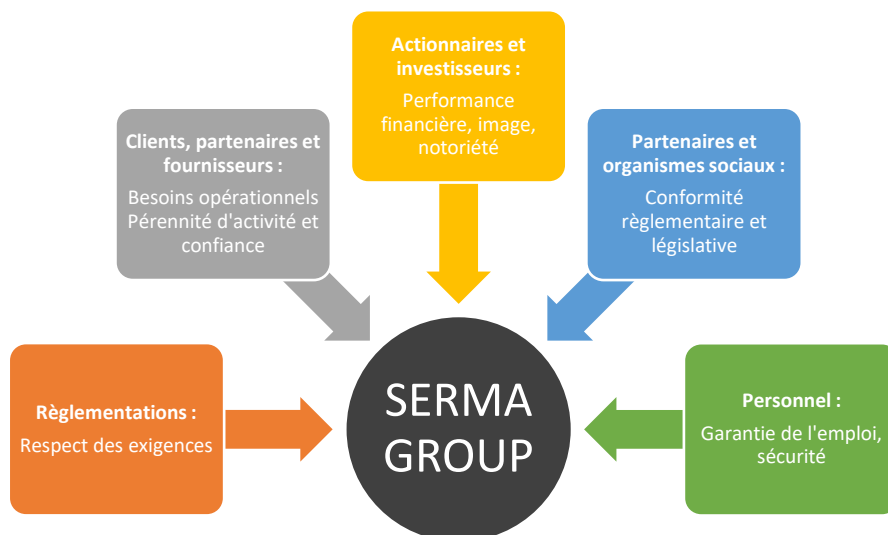 Actionnaires et
investisseurs :
Performance
financière, image,
notoriété
Clients, partenaires et
fournisseurs :
Besoins opérationnels
Pérennité d'activité et
confiance
Partenaires et
organismes sociaux :
Conformité
règlementaire et
législative
Règlementations :
Respect des exigences
SERMA
GROUP
Personnel :
Garantie de l'emploi,
sécurité